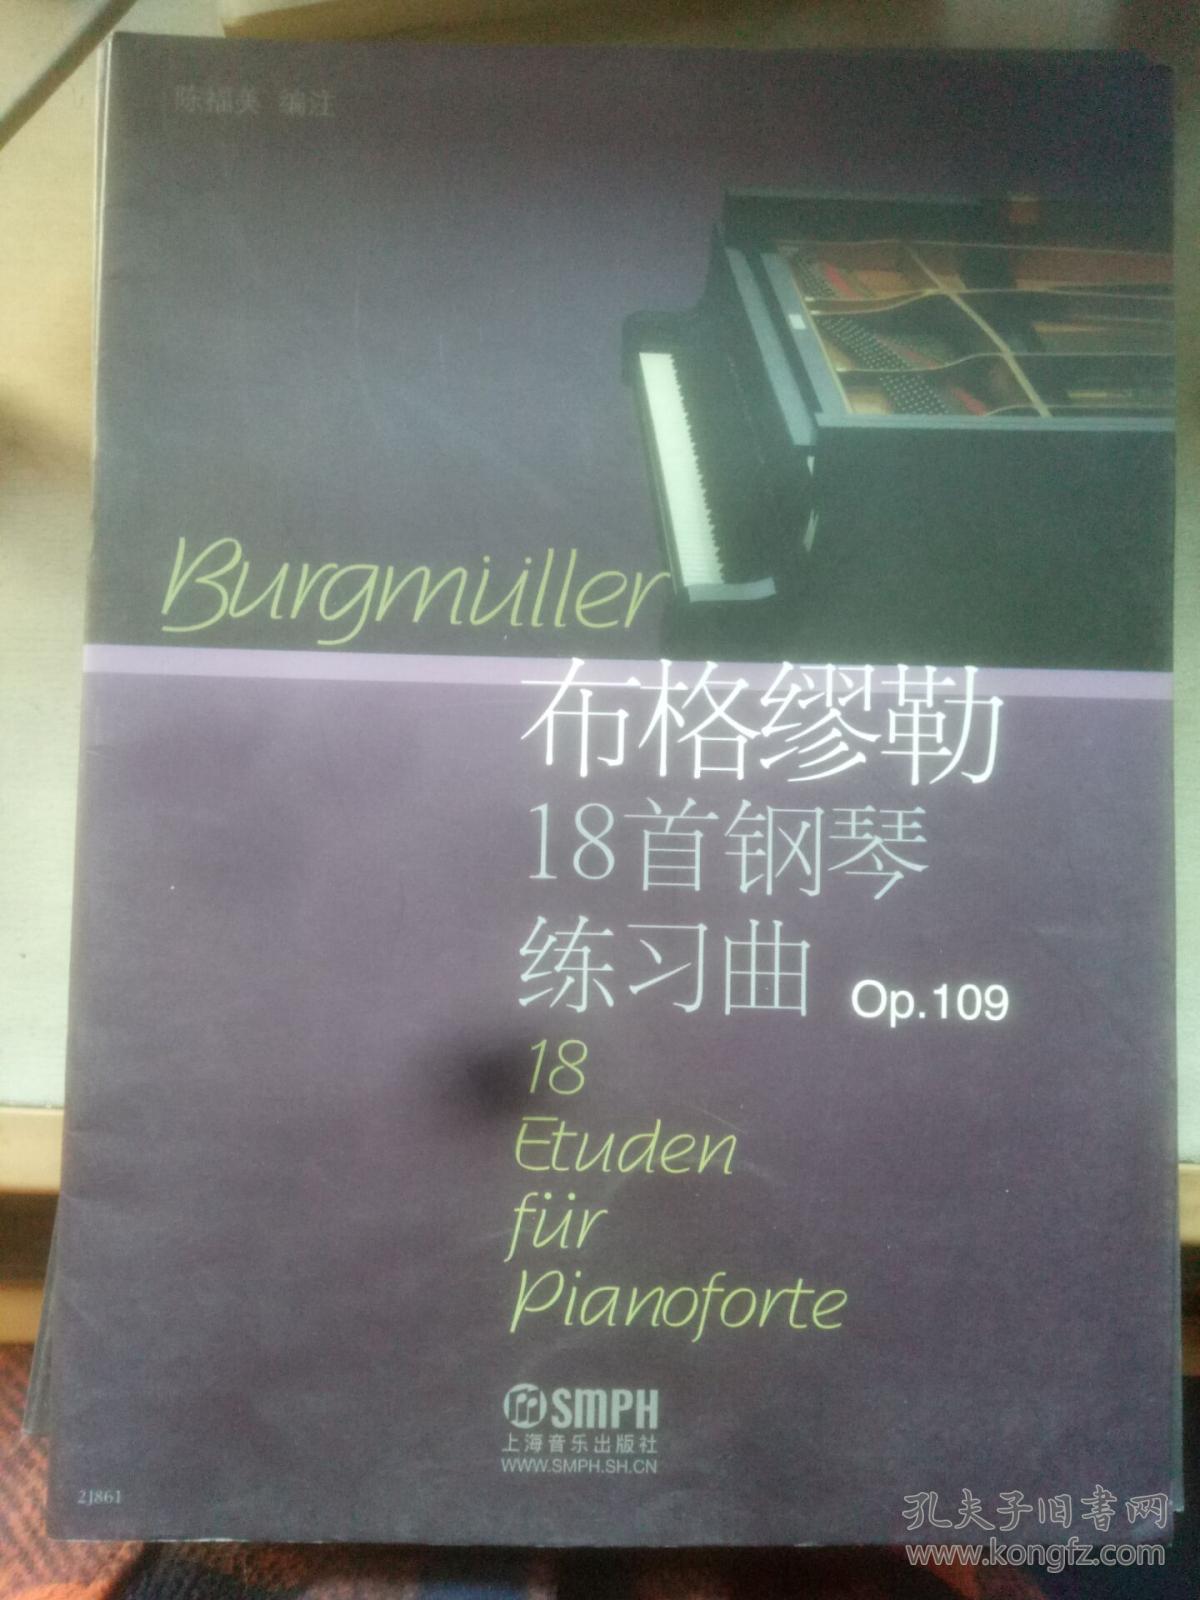 陈福美 编注
Burgmüller
布格缪勒
18首钢琴
练习曲 Op.109
18
Etuden
für
Pianoforte
SMPH
上海音乐出版社
WWW.SMPH.SH.CN
2J861
孔夫子旧书网
www.kongfz.com